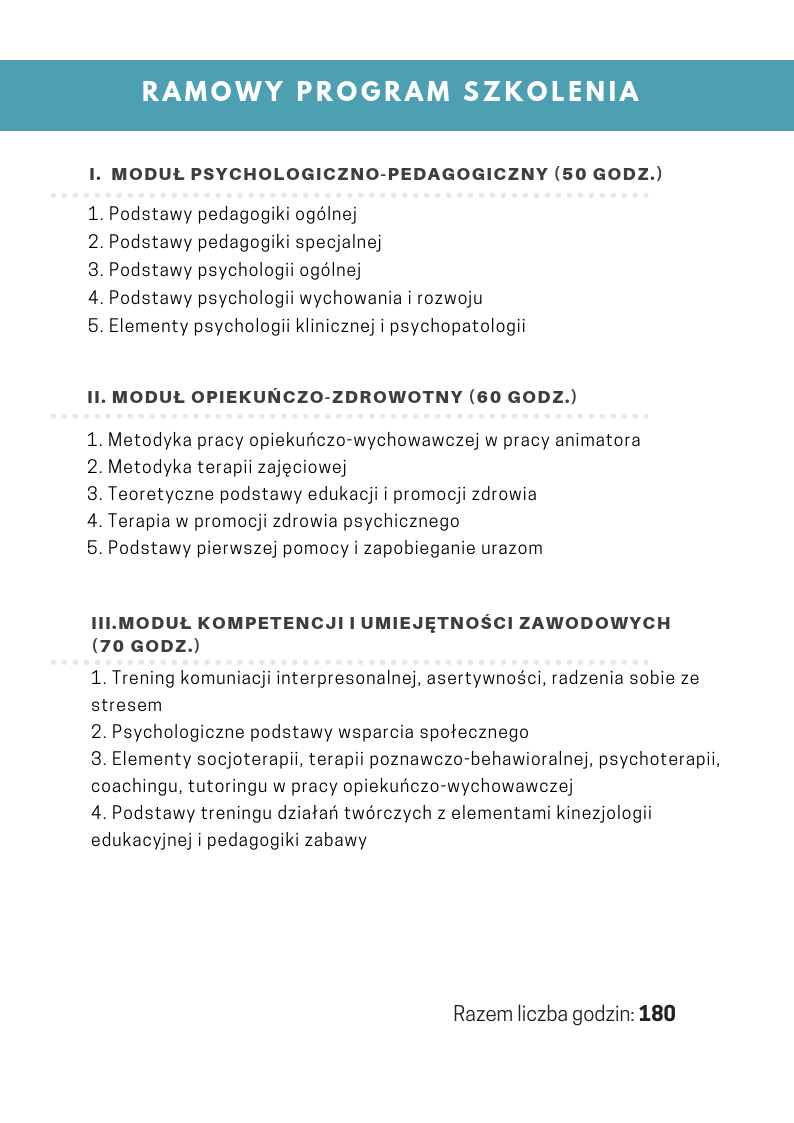 RAMOWY PROGRAM SZKOLENIA
I. MODUŁ PSYCHOLOGICZNO-PEDAGOGICZNY (50 GODZ.)
1. Podstawy pedagogiki ogólnej
2. Podstawy pedagogiki specjalnej
3. Podstawy psychologii ogólnej
4. Podstawy psychologii wychowania i rozwoju
5. Elementy psychologii klinicznej i psychopatologii
II. MODUŁ OPIEKUŃCZO-ZDROWOTNY (60 GODZ.)
1. Metodyka pracy opiekuńczo-wychowawczej w pracy animatora
2. Metodyka terapii zajęciowej
3. Teoretyczne podstawy edukacji i promocji zdrowia
4. Terapia w promocji zdrowia psychicznego
5. Podstawy pierwszej pomocy i zapobieganie urazom
III.MODUŁ KOMPETENCJI I UMIEJĘTNOŚCI ZAWODOWYCH
(70 GODZ.)
1. Trening komuniacji interpresonalnej, asertywności, radzenia sobie ze
stresem
2. Psychologiczne podstawy wsparcia społecznego
3. Elementy socjoterapii, terapii poznawczo-behawioralnej, psychoterapii,
coachingu, tutoringu w pracy opiekuńczo-wychowawczej
4. Podstawy treningu działań twórczych z elementami kinezjologii
edukacyjnej i pedagogiki zabawy
Razem liczba godzin: 180